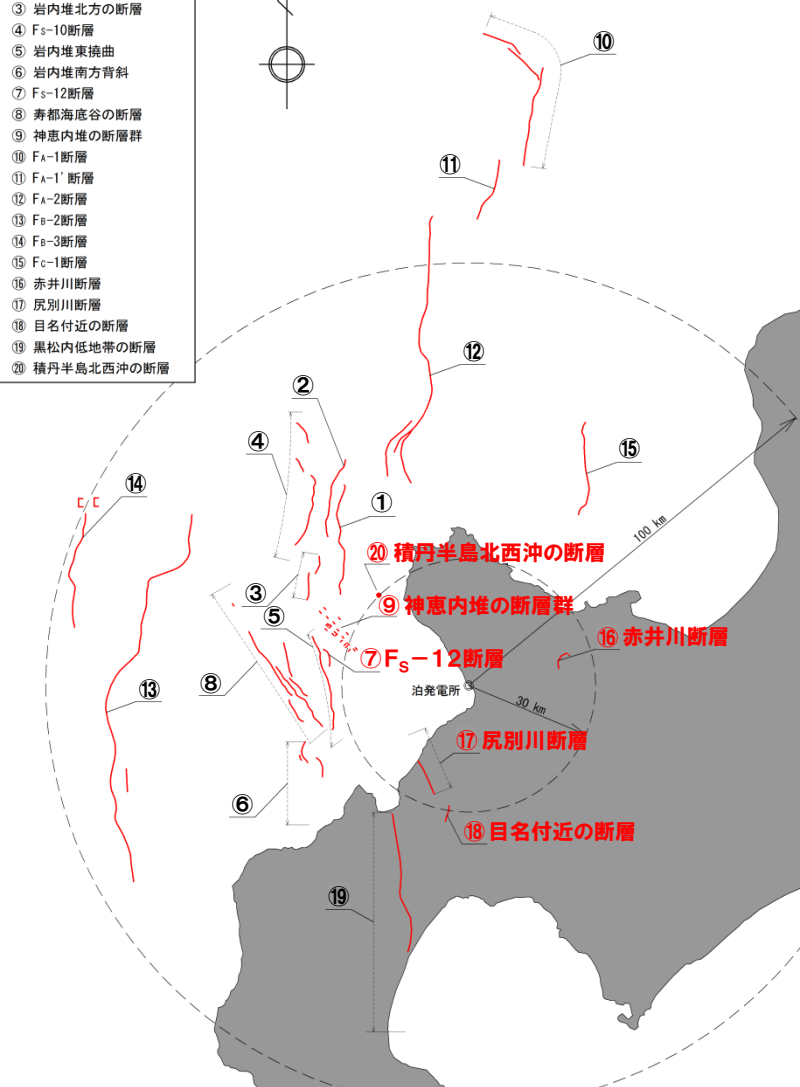 ③ 岩内堆北方の断層
④ Fs-10断層
⑤ 岩内堆東撓曲
⑥ 岩内堆南方背斜
⑦ Fs-12断層
⑧ 寿都海底谷の断層
⑨ 神恵内堆の断層群
⑩ FA-1断層
⑪ FA-1'断層
⑫ FA-2断層
⑬ FB-2断層
⑭ FB-3断層
⑮ FC-1断層
⑯ 赤井川断層
⑰ 尻別川断層
⑱ 目名付近の断層
⑲ 黒松内低地帯の断層
⑳ 積丹半島北西沖の断層
⑩
⑪
⑫
②
④
⑮
⑭
①
100 km
⑳ 積丹半島北西沖の断層
③
⑨ 神恵内堆の断層群
⑤
⑯ 赤井川断層
⑦ FS-12断層
⑧
⑬
泊発電所
30 km
⑰ 尻別川断層
⑥
⑱ 目名付近の断層
⑲